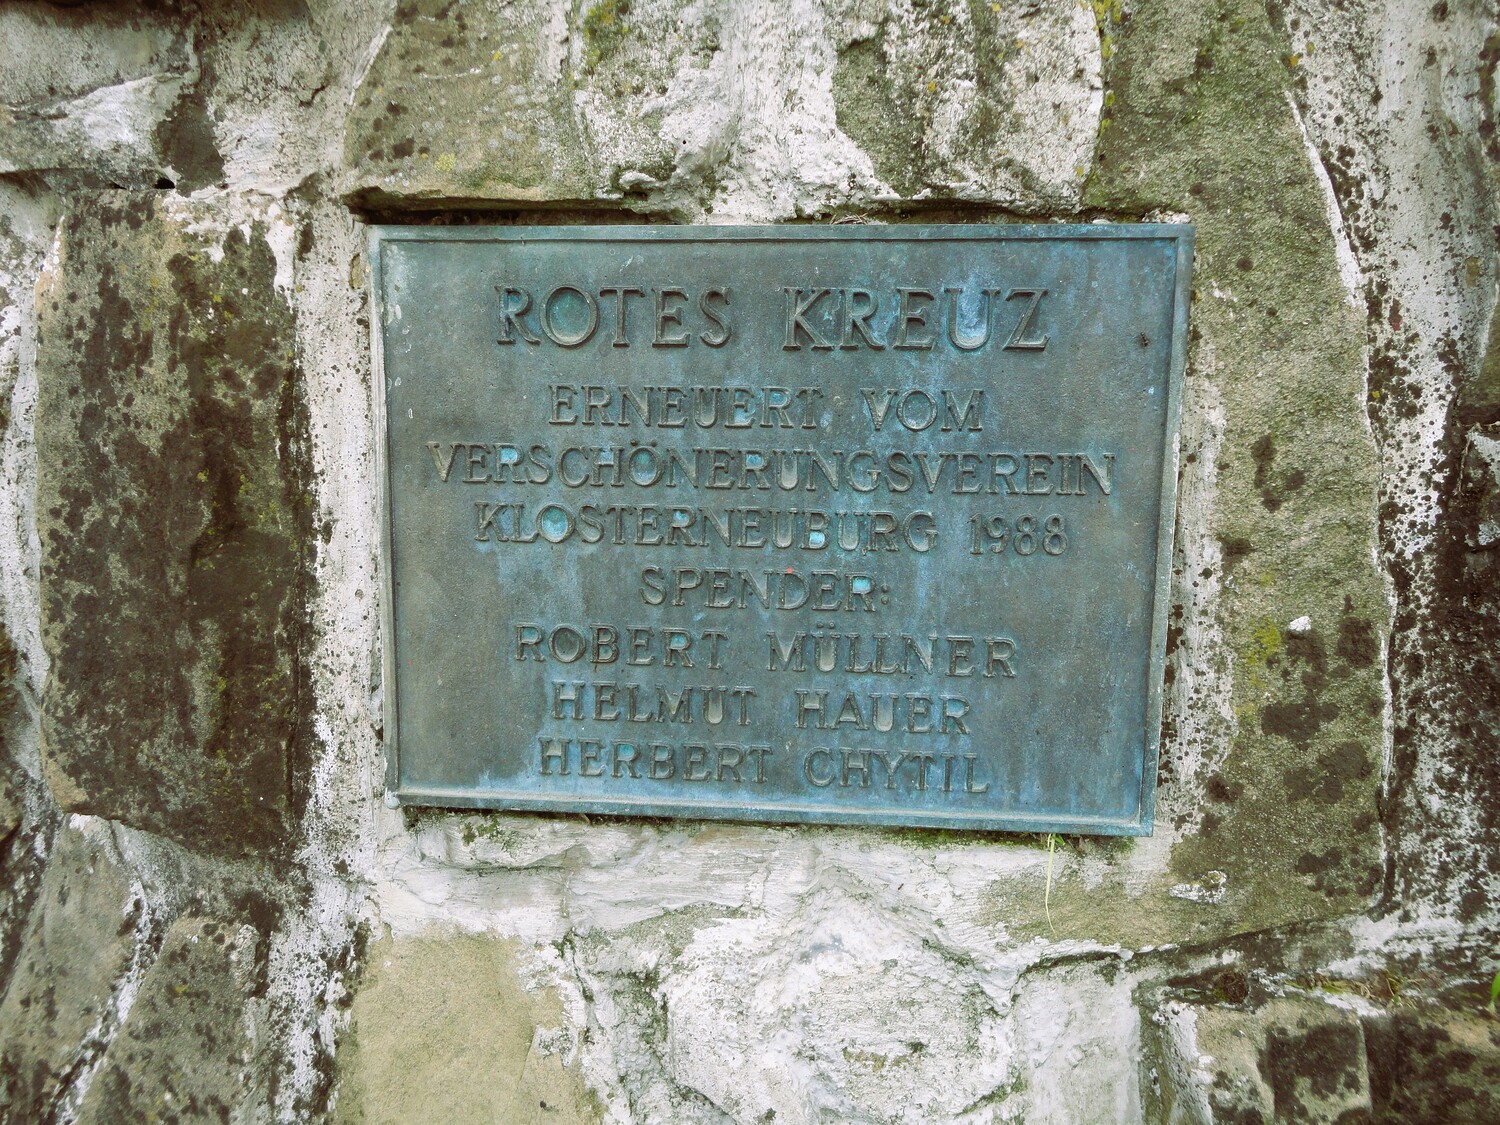 ROTES KREUZ
ERNEUERT VOM
VERSCHÖNERUNGSVEREIN
KLOSTERNEUBURG 1988
SPENDER:
ROBERT MÜLLNER
HELMUT HAUER
HERBERT CHYTIL